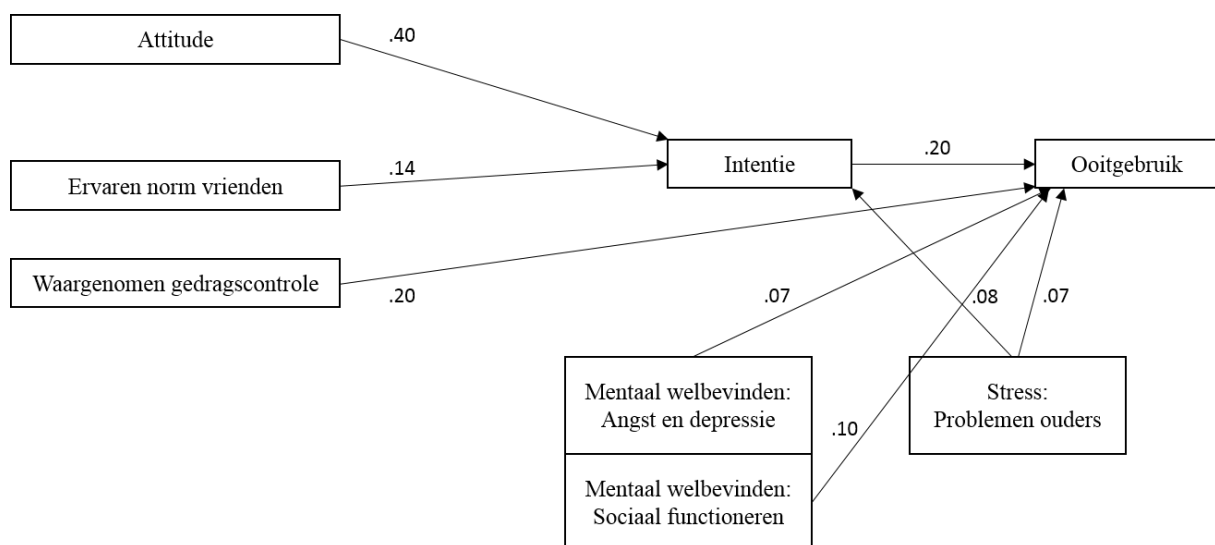 Attitude
.40
Intentie
.20
Ooitgebruik
Ervaren norm vrienden
.14
Waargenomen gedragscontrole
.20
.07
.08
.07
Mentaal welbevinden:
Angst en depressie
Stress:
Problemen ouders
.10
Mentaal welbevinden:
Sociaal functioneren